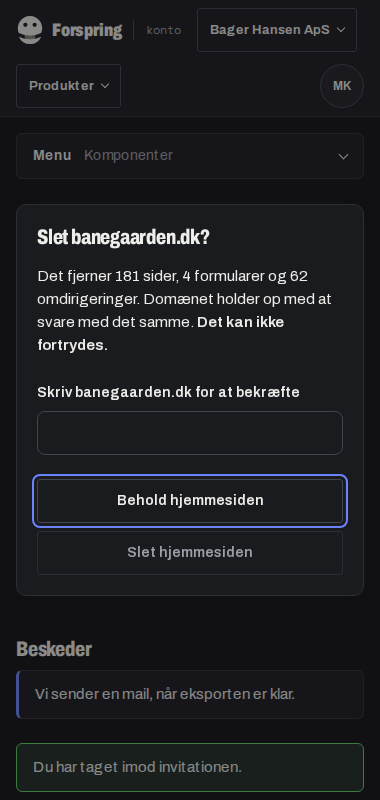 Forspring konto Bager Hansen ApS
Produkter MK
Menu Komponenter
Slet banegaarden.dk?
Det fjerner 181 sider, 4 formularer og 62
omdirigeringer. Domænet holder op med at
svare med det samme. Det kan ikke
fortrydes.
Skriv banegaarden.dk for at bekræfte
Behold hjemmesiden
Slet hjemmesiden
Beskeder
Vi sender en mail, når eksporten er klar.
Du har taget imod invitationen.